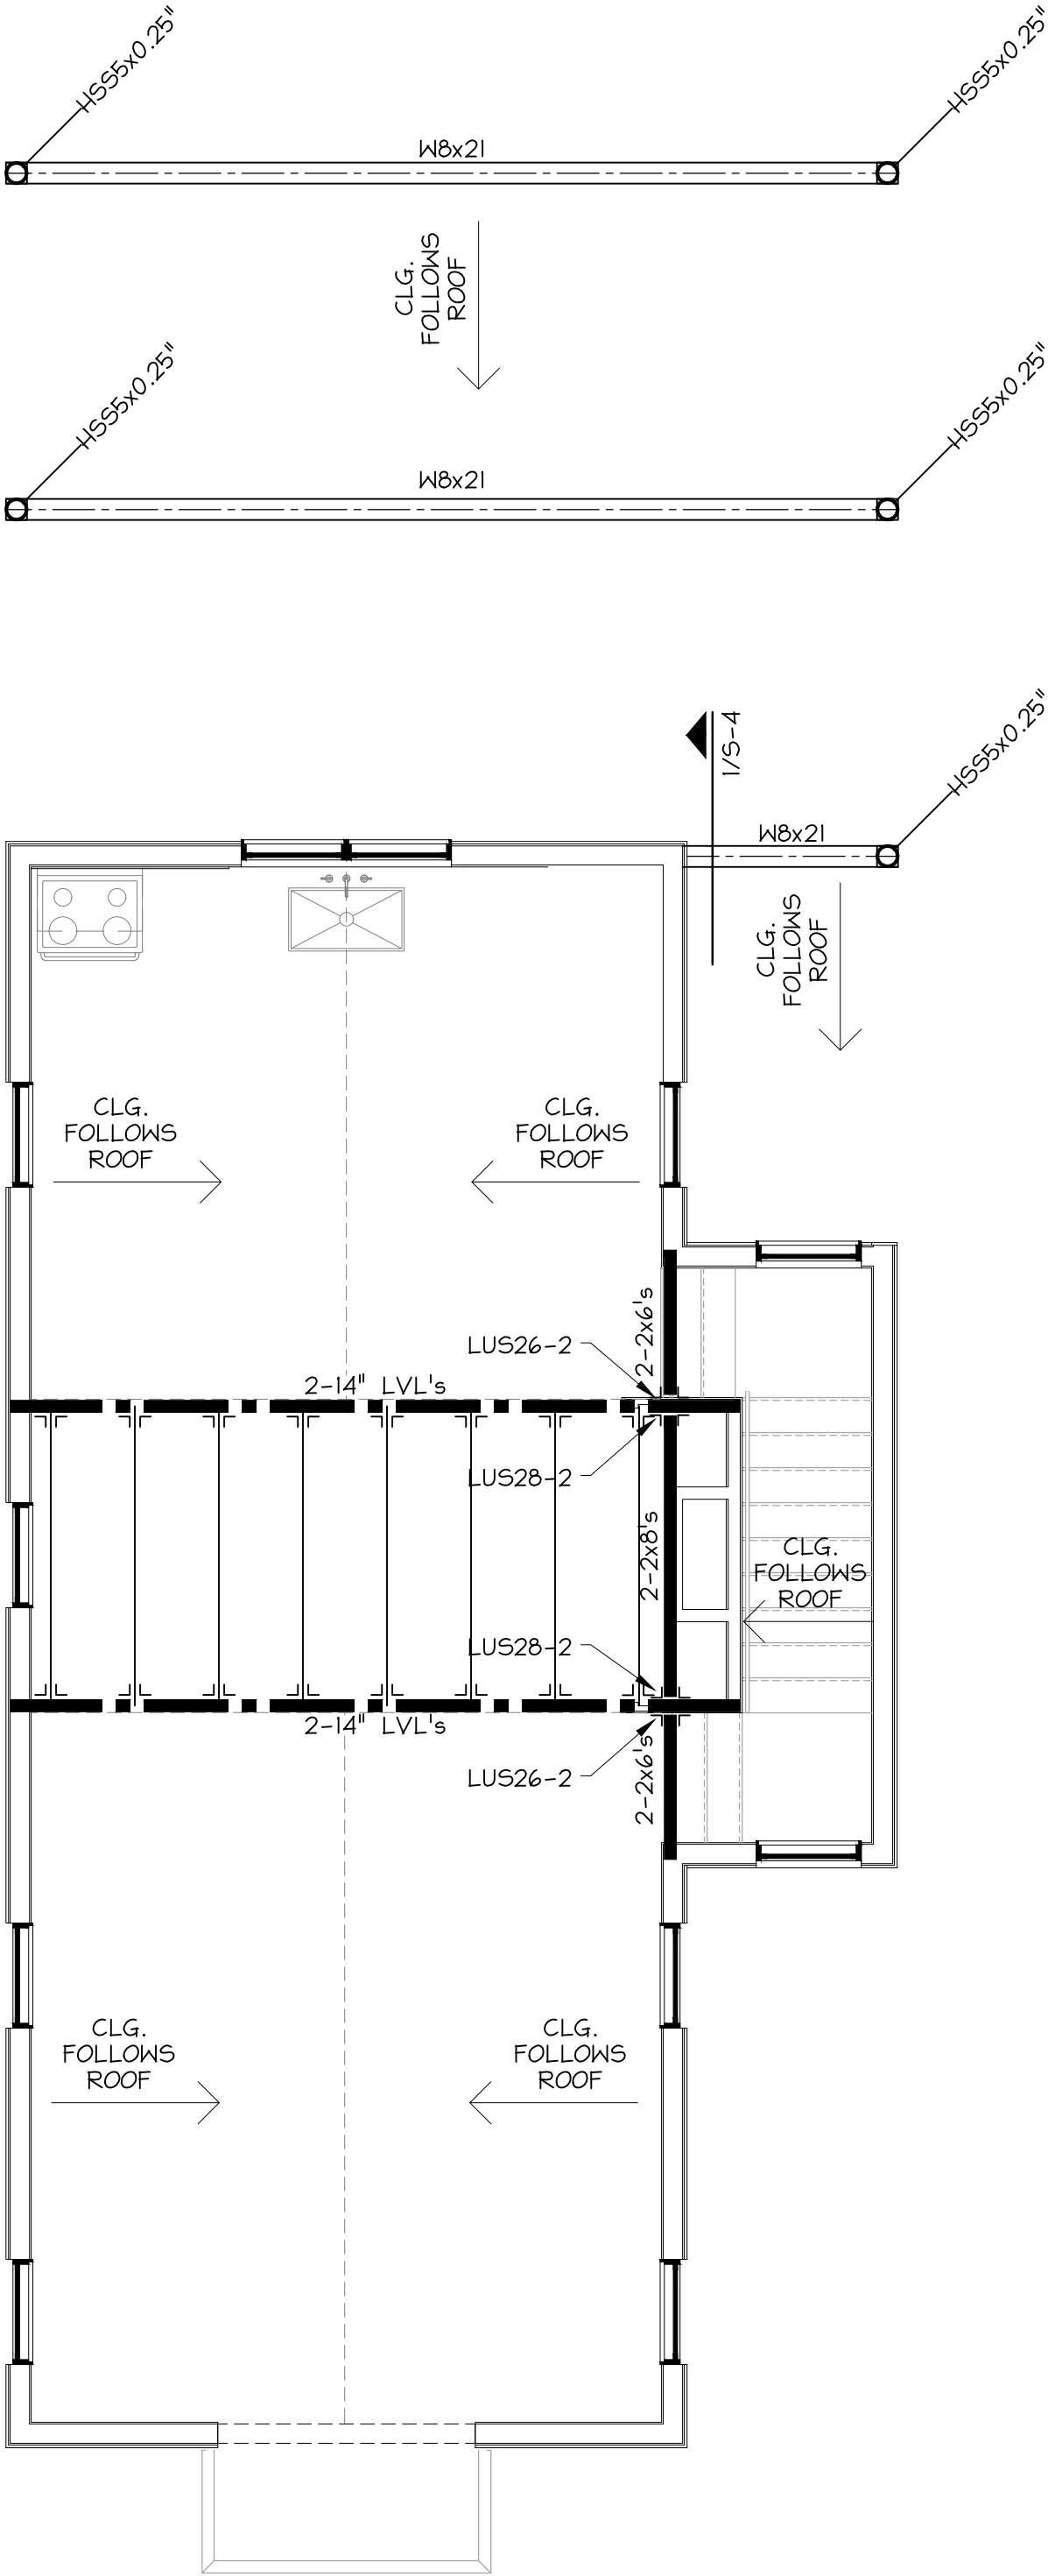 HSS5x0.25"
HSS5x0.25"
W8x21
CLG.
FOLLOWS
ROOF
HSS5x0.25"
HSS5x0.25"
W8x21
1/S-4
HSS5x0.25"
W8x21
CLG.
FOLLOWS
ROOF
CLG.
FOLLOWS
ROOF
CLG.
FOLLOWS
ROOF
2-2x6's
LUS26-2
2-14" LVL's
LUS28-2
2-2x8's
CLG.
FOLLOWS
ROOF
LUS28-2
2-14" LVL's
LUS26-2
2-2x6's
CLG.
FOLLOWS
ROOF
CLG.
FOLLOWS
ROOF